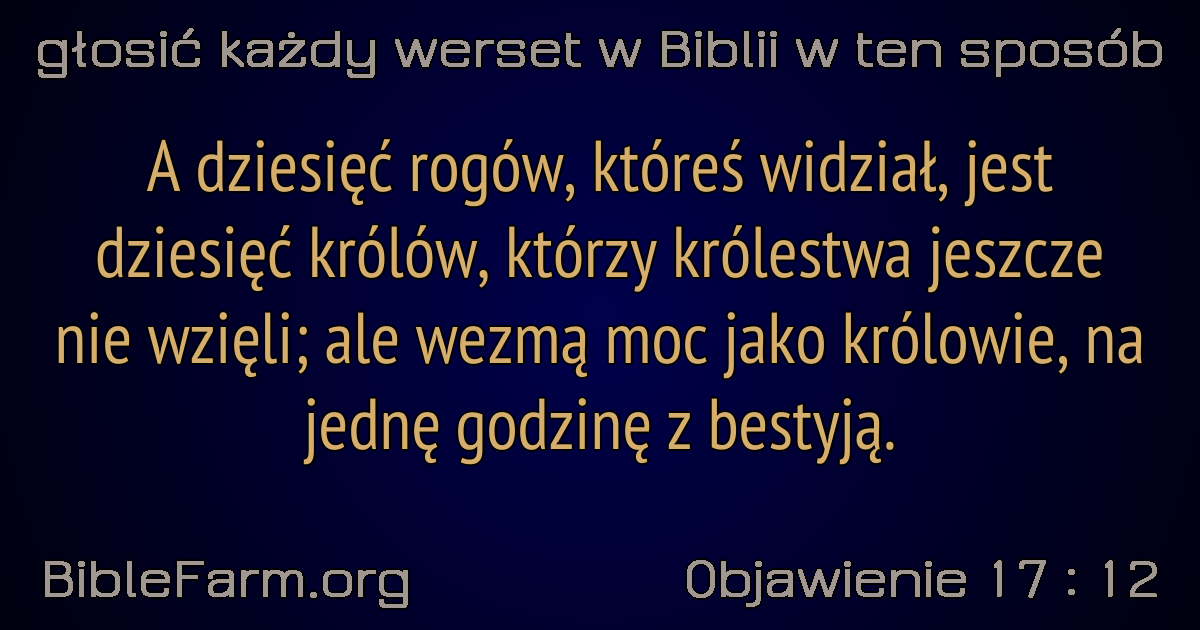 głosić każdy werset w Biblii w ten sposób
A dziesięć rogów, któreś widział, jest
dziesięć królów, którzy królestwa jeszcze
nie wzięli; ale wezmą moc jako królowie, na
jednę godzinę z bestyją.
BibleFarm.org
Objawienie 17 : 12